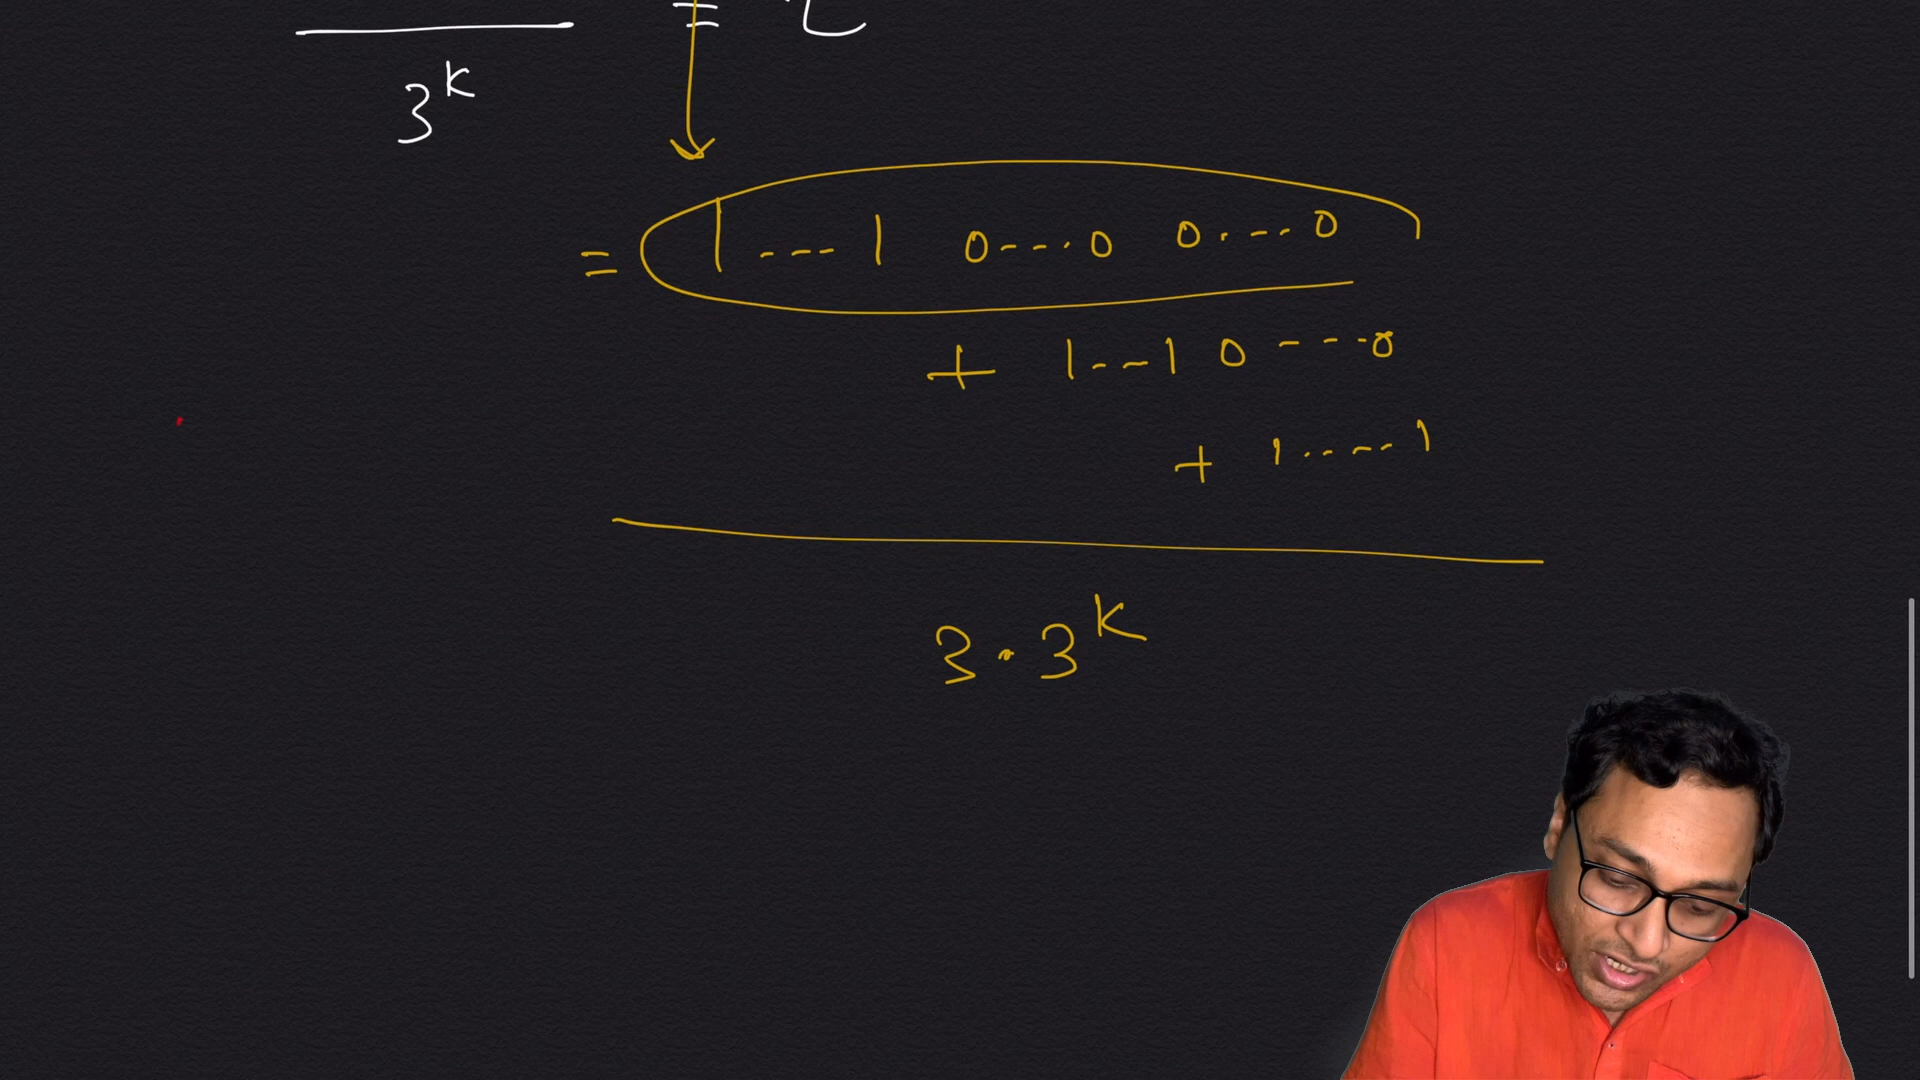 3^k
= 1 --- 1 0---0 0---0
+ 1--1 0 ---0
+ 1-----1
3 · 3^k